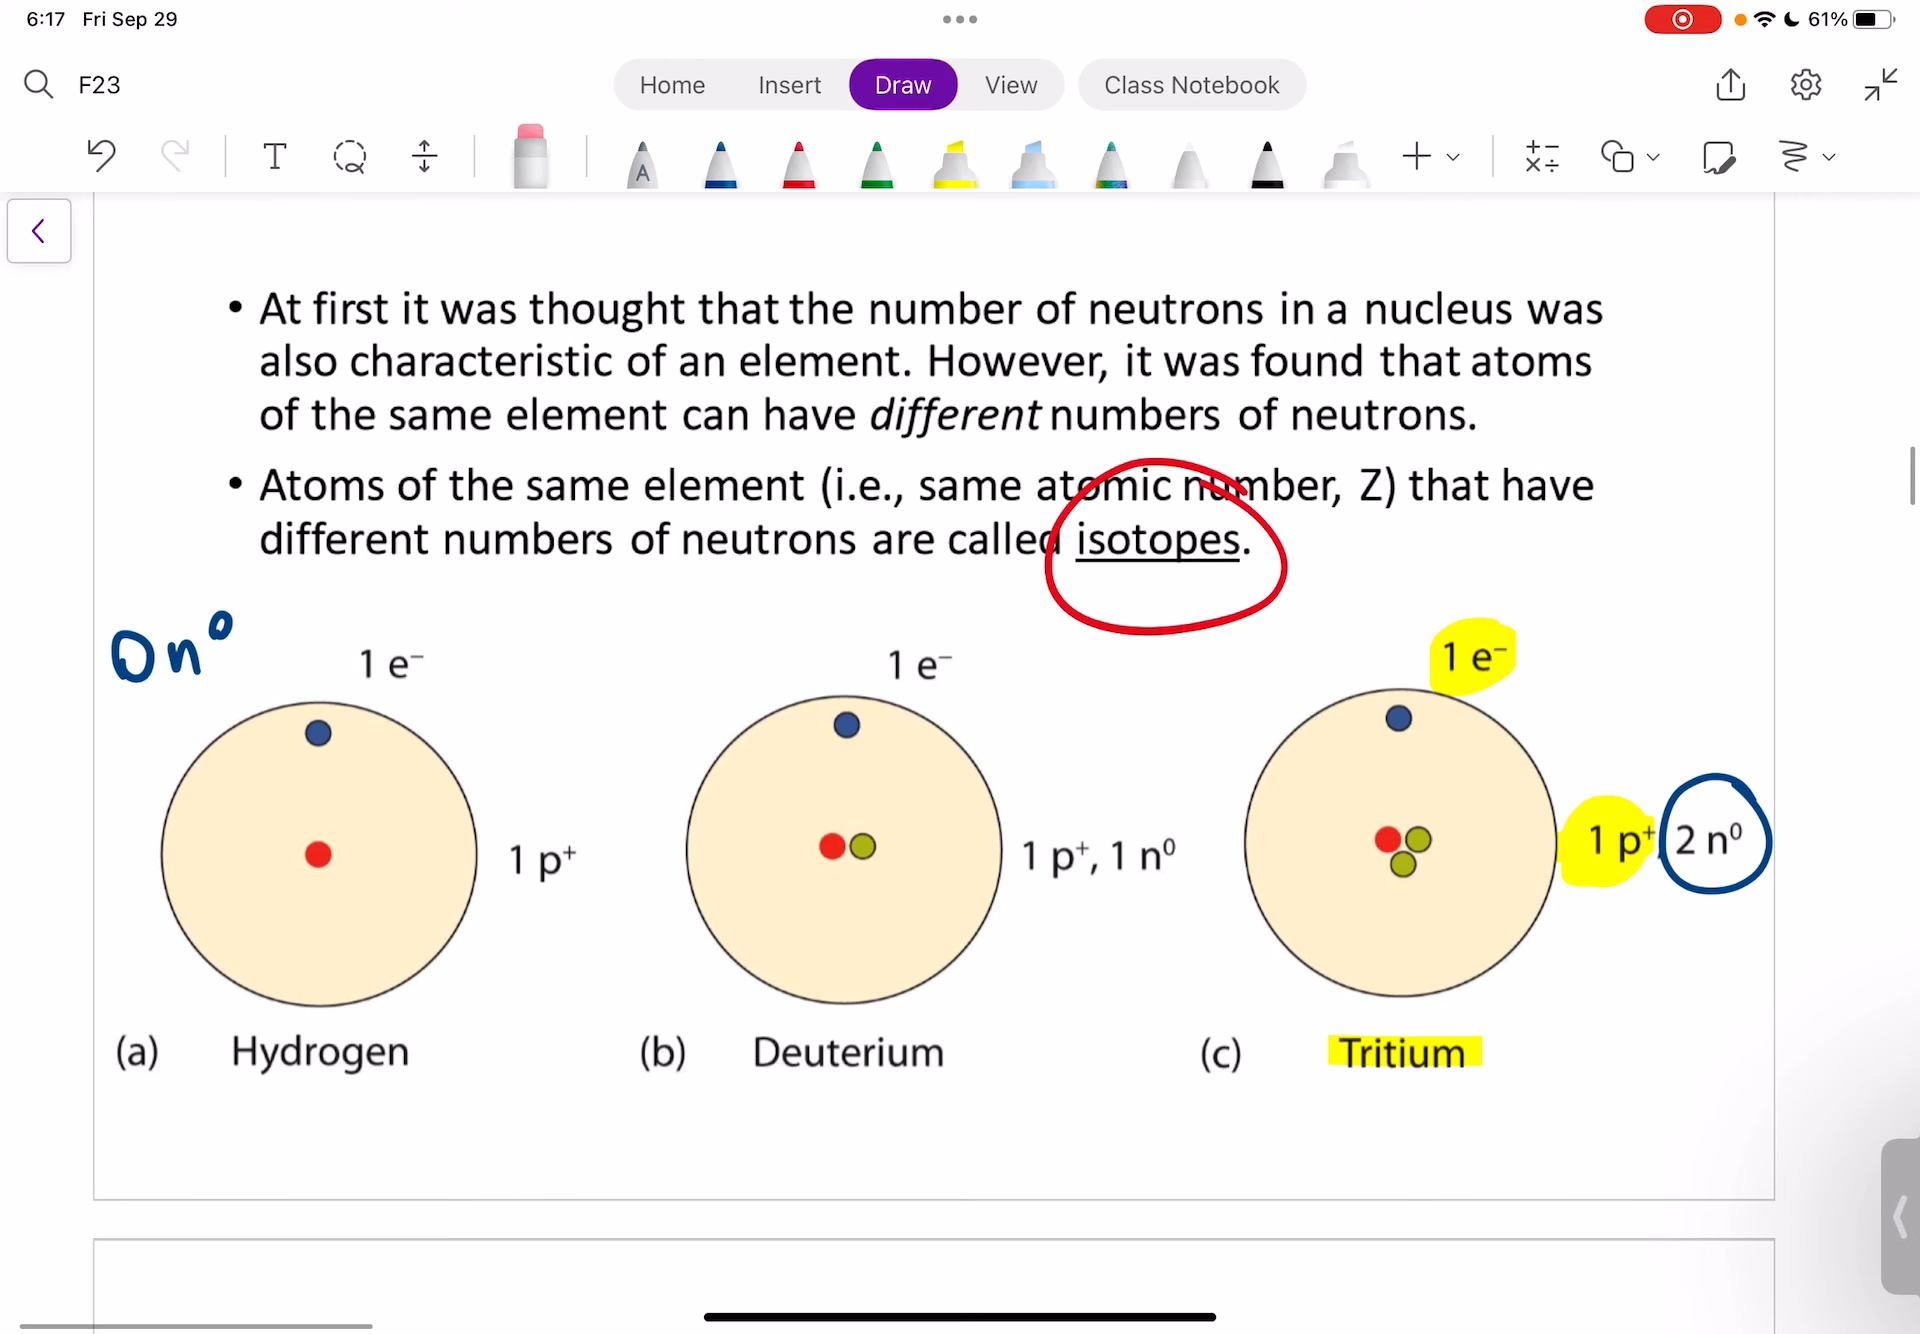 6:17 Fri Sep 29
61%
F23
Home Insert Draw View Class Notebook
T
A
• At first it was thought that the number of neutrons in a nucleus was
also characteristic of an element. However, it was found that atoms
of the same element can have different numbers of neutrons.
• Atoms of the same element (i.e., same atomic number, Z) that have
different numbers of neutrons are called isotopes.
0n⁰
1 e⁻
1 e⁻
1 e⁻
1 p⁺
1 p⁺, 1 n⁰
1 p⁺, 2 n⁰
(a) Hydrogen
(b) Deuterium
(c) Tritium